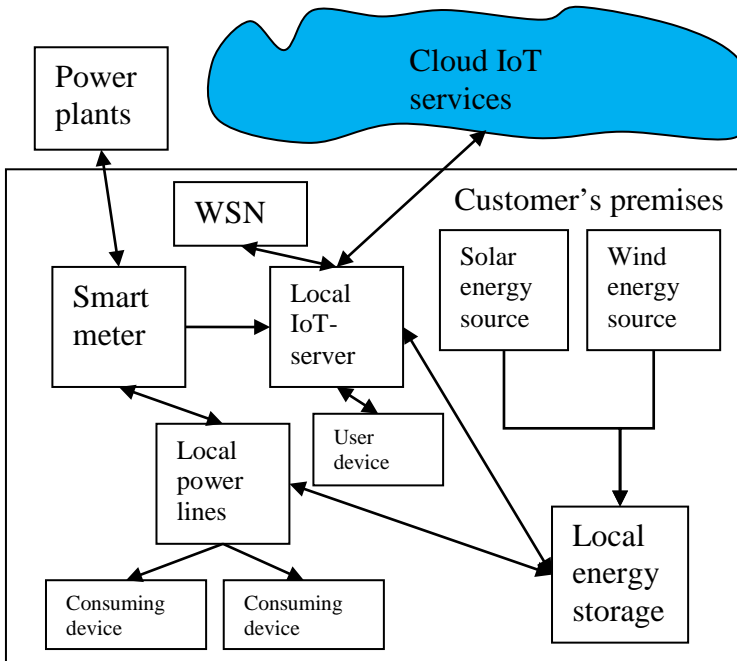 Power
plants
Cloud IoT
services
Customer’s premises
WSN
Smart
meter
Local
IoT-
server
Solar
energy
source
Wind
energy
source
User
device
Local
power
lines
Local
energy
storage
Consuming
device
Consuming
device